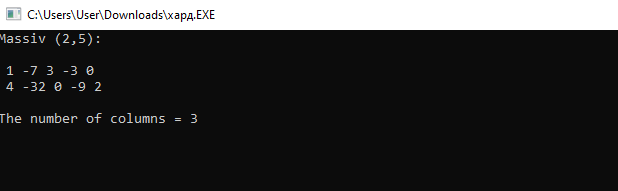 C:\Users\User\Downloads\хард.EXE
Massiv (2,5):
1 -7 3 -3 0
4 -32 0 -9 2
The number of columns = 3